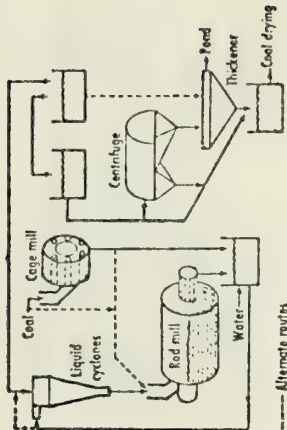 Coal
Cage mill
Liquid
cyclones
Rod mill
Water
Alternate routes
Centrifuge
Pond
Thickener
Coal drying